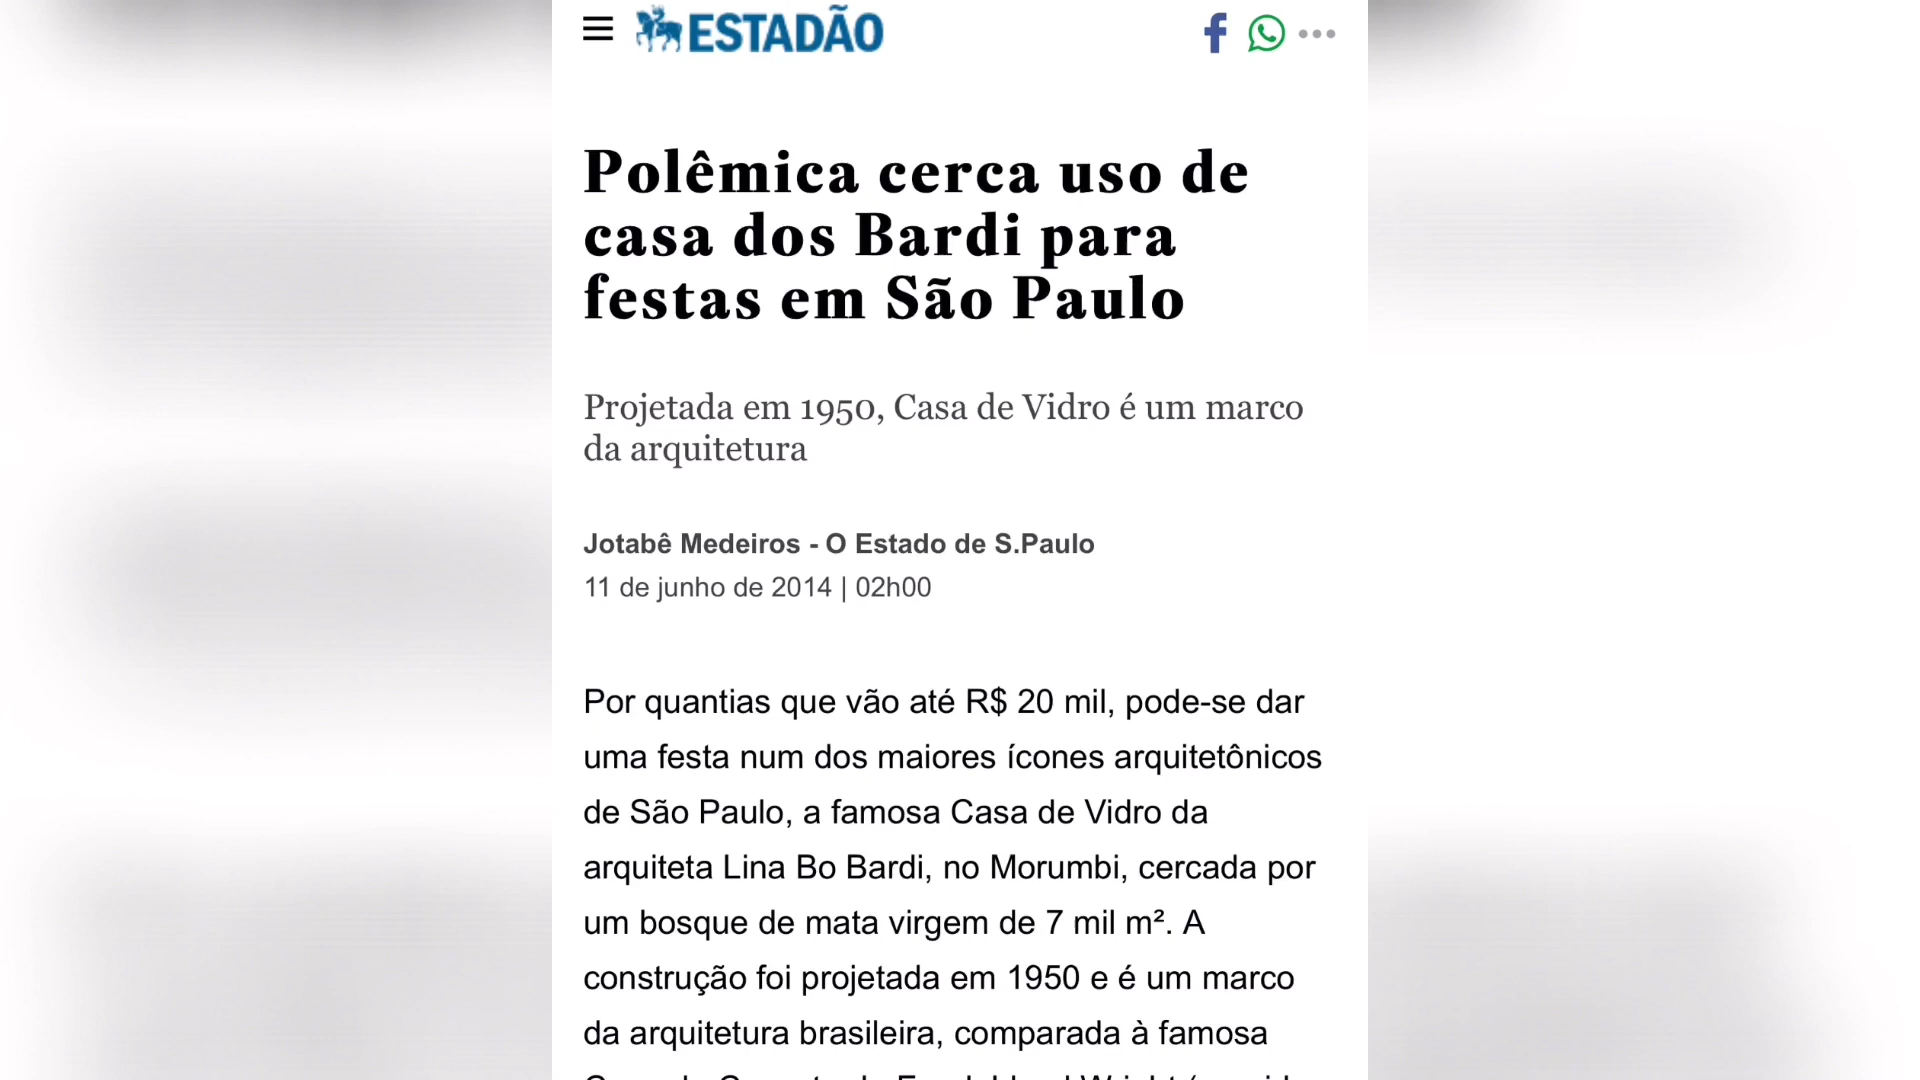 ESTADÃO
Polêmica cerca uso de
casa dos Bardi para
festas em São Paulo
Projetada em 1950, Casa de Vidro é um marco
da arquitetura
Jotabê Medeiros - O Estado de S.Paulo
11 de junho de 2014 | 02h00
Por quantias que vão até R$ 20 mil, pode-se dar
uma festa num dos maiores ícones arquitetônicos
de São Paulo, a famosa Casa de Vidro da
arquiteta Lina Bo Bardi, no Morumbi, cercada por
um bosque de mata virgem de 7 mil m². A
construção foi projetada em 1950 e é um marco
da arquitetura brasileira, comparada à famosa